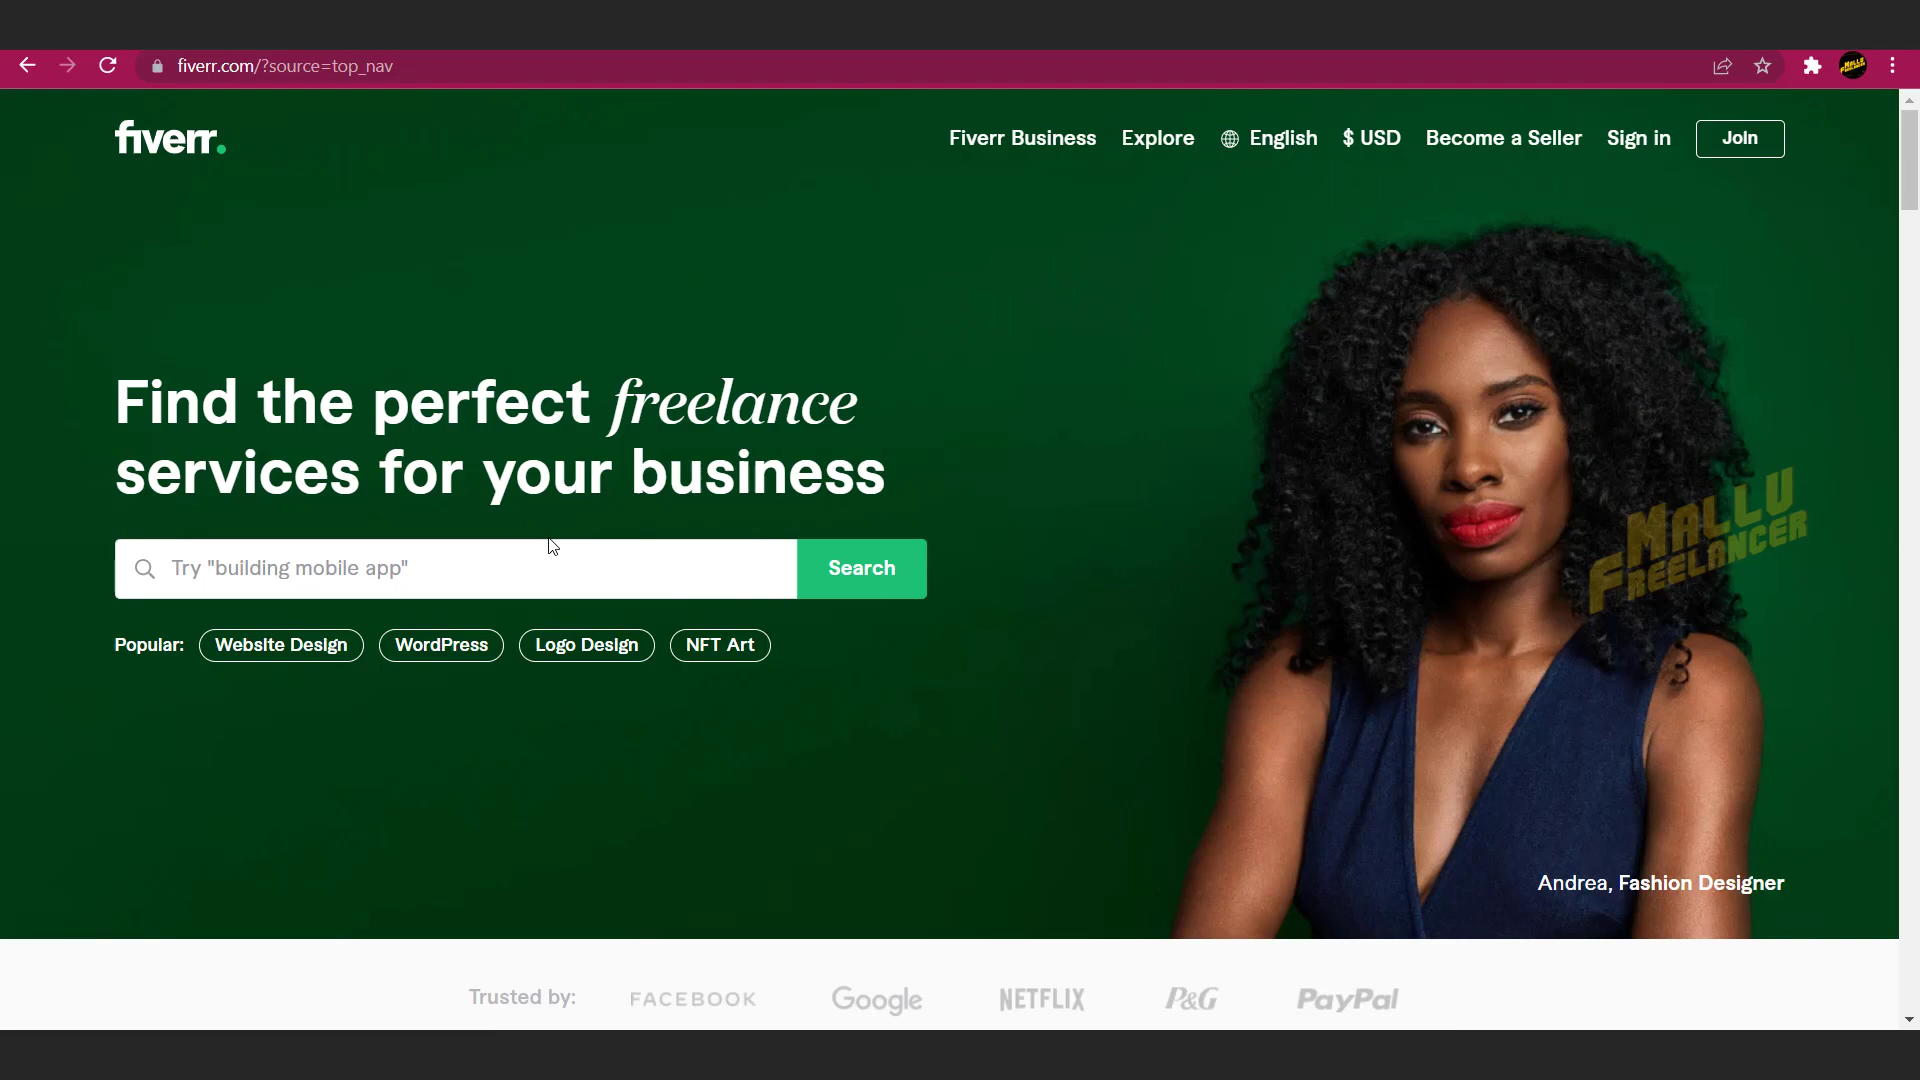 fiverr.com/?source=top_nav
fiverr.
Fiverr Business Explore English $ USD Become a Seller Sign in Join
Find the perfect freelance
services for your business
Try "building mobile app" Search
Popular: Website Design WordPress Logo Design NFT Art
MALLU
FREELANCER
Andrea, Fashion Designer
Trusted by: FACEBOOK Google NETFLIX P&G PayPal